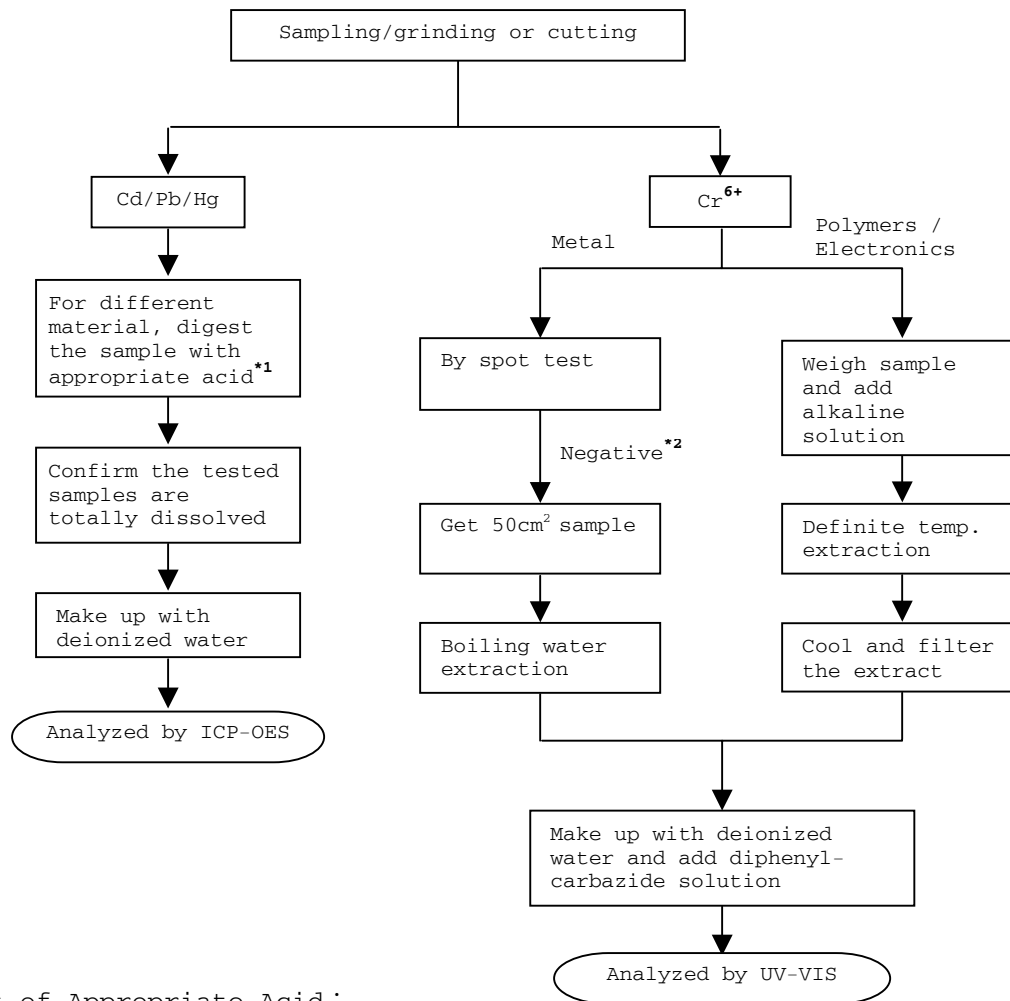 Sampling/grinding or cutting
Cd/Pb/Hg
For different
material, digest
the sample with
appropriate acid*1
Confirm the tested
samples are
totally dissolved
Make up with
deionized water
Analyzed by ICP-OES
Cr6+
Metal
Polymers /
Electronics
By spot test
Negative*2
Get 50cm2 sample
Boiling water
extraction
Weigh sample
and add
alkaline
solution
Definite temp.
extraction
Cool and filter
the extract
Make up with deionized
water and add diphenyl-
carbazide solution
Analyzed by UV-VIS
of Appropriate Acid: